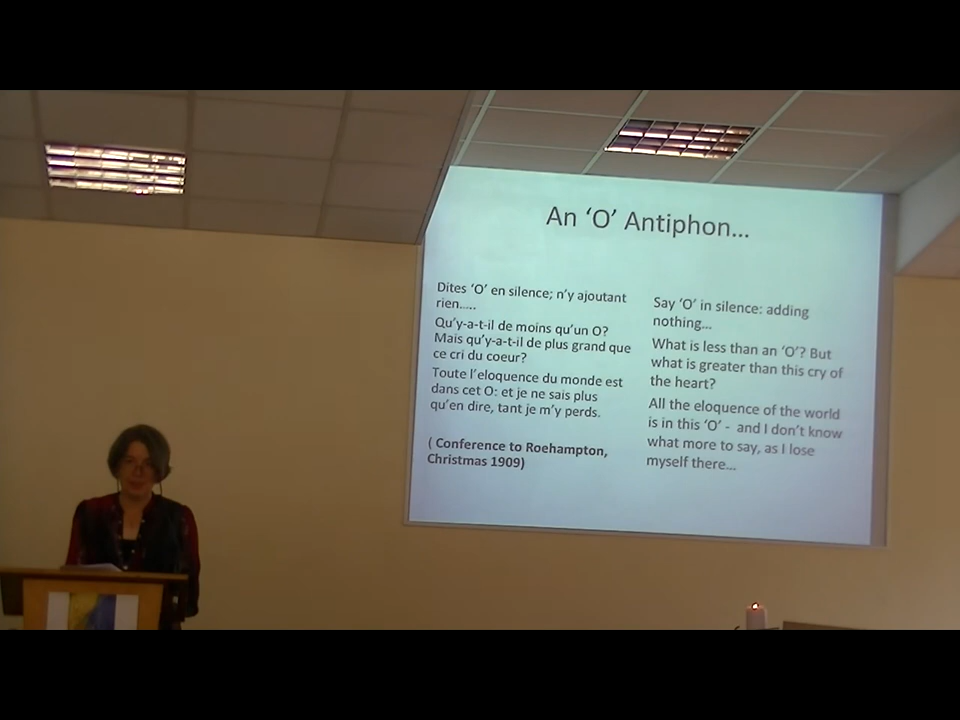 An ‘O’ Antiphon…
Dites ‘O’ en silence; n’y ajoutant
rien…..
Qu’y-a-t-il de moins qu’un O?
Mais qu’y-a-t-il de plus grand que
ce cri du coeur?
Toute l’eloquence du monde est
dans cet O: et je ne sais plus
qu’en dire, tant je m’y perds.
( Conference to Roehampton,
Christmas 1909)
Say ‘O’ in silence: adding
nothing…
What is less than an ‘O’? But
what is greater than this cry of
the heart?
All the eloquence of the world
is in this ‘O’ - and I don’t know
what more to say, as I lose
myself there…